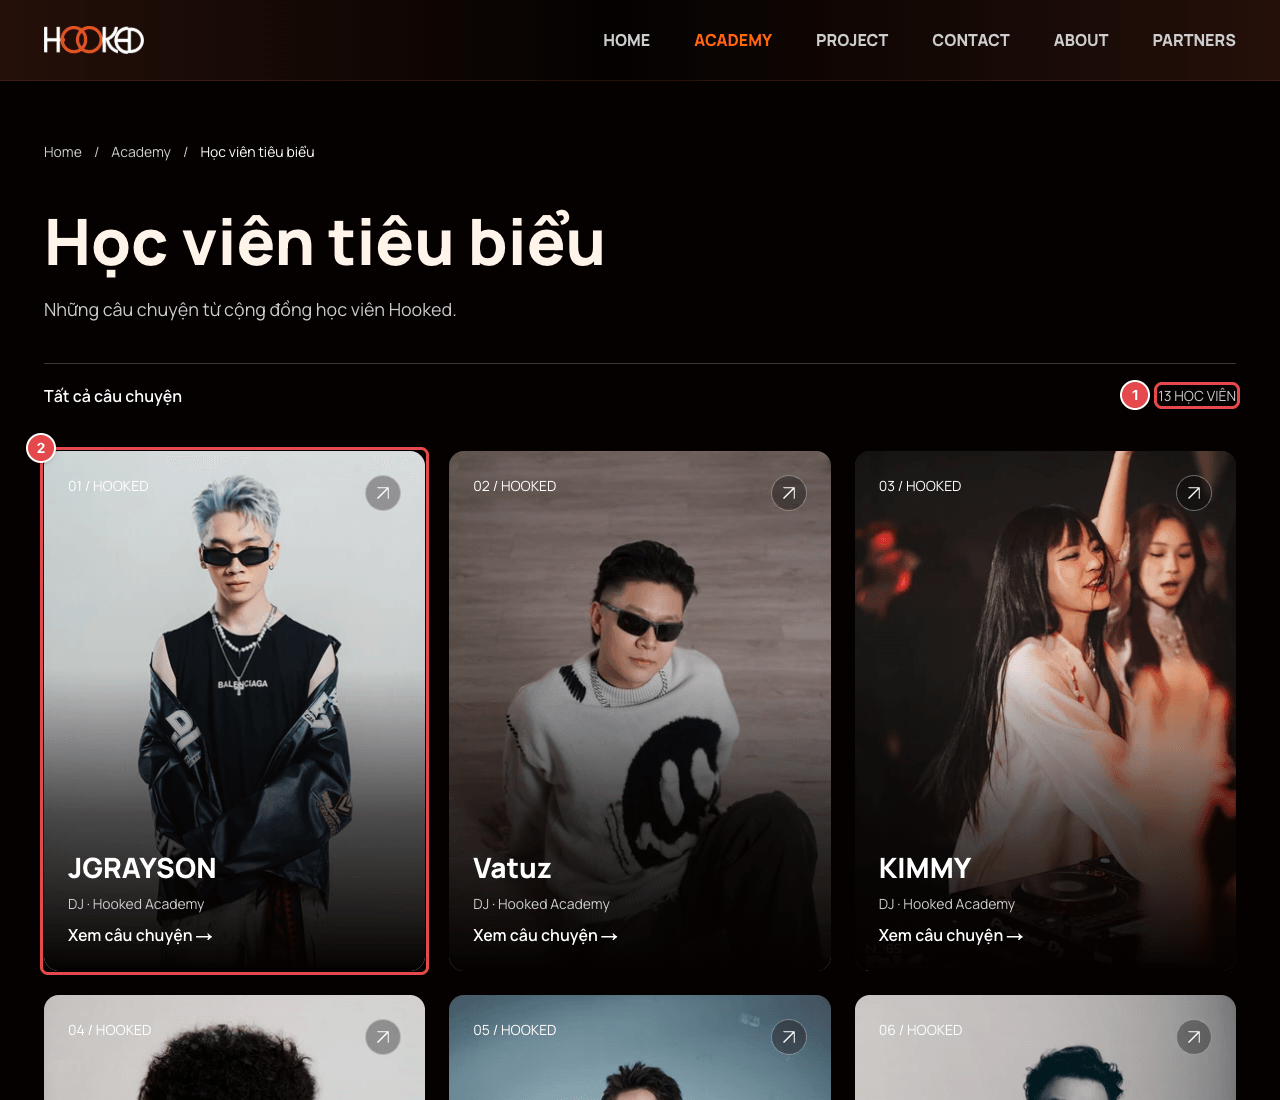 HOOKED
HOME ACADEMY PROJECT CONTACT ABOUT PARTNERS
Home / Academy / Học viên tiêu biểu
Học viên tiêu biểu
Những câu chuyện từ cộng đồng học viên Hooked.
Tất cả câu chuyện
1
13 HỌC VIÊN
2
01 / HOOKED
BALENCIAGA
JGRAYSON
DJ · Hooked Academy
Xem câu chuyện →
02 / HOOKED
Vatuz
DJ · Hooked Academy
Xem câu chuyện →
03 / HOOKED
KIMMY
DJ · Hooked Academy
Xem câu chuyện →
04 / HOOKED
05 / HOOKED
06 / HOOKED